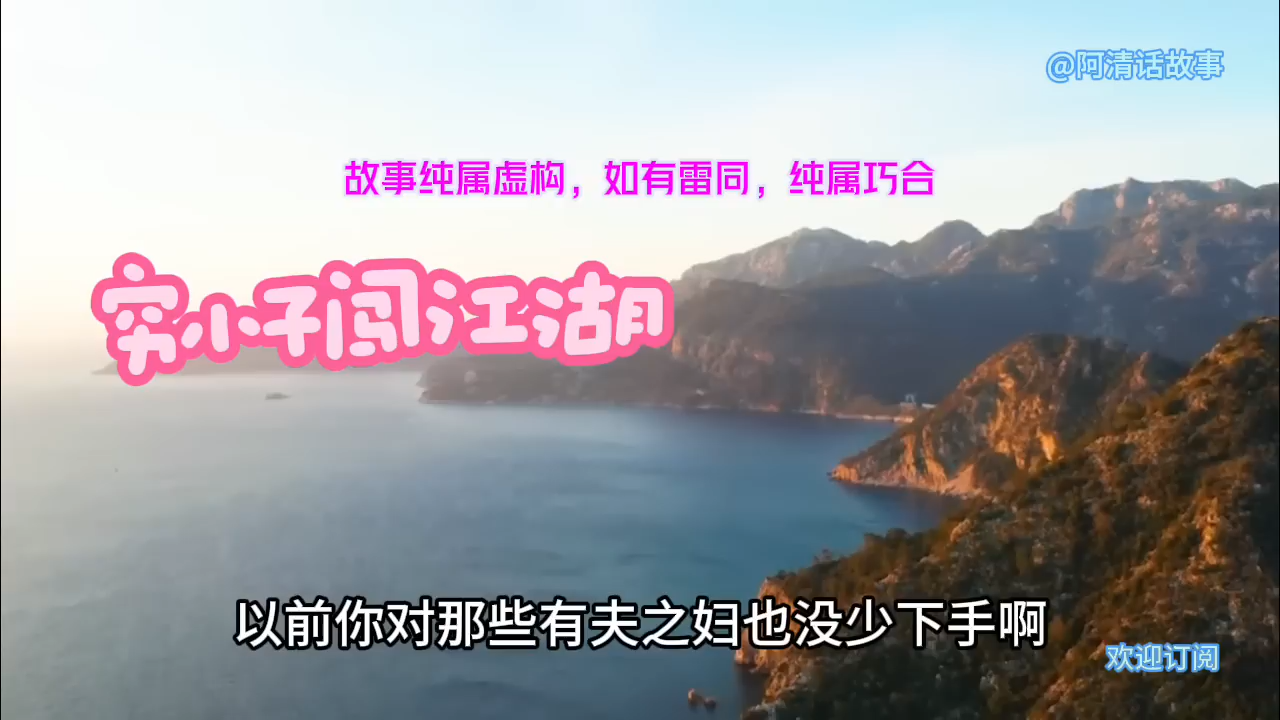 @阿清话故事
故事纯属虚构，如有雷同，纯属巧合
穷小子闯江湖
以前你对那些有夫之妇也没少下手啊
欢迎订阅